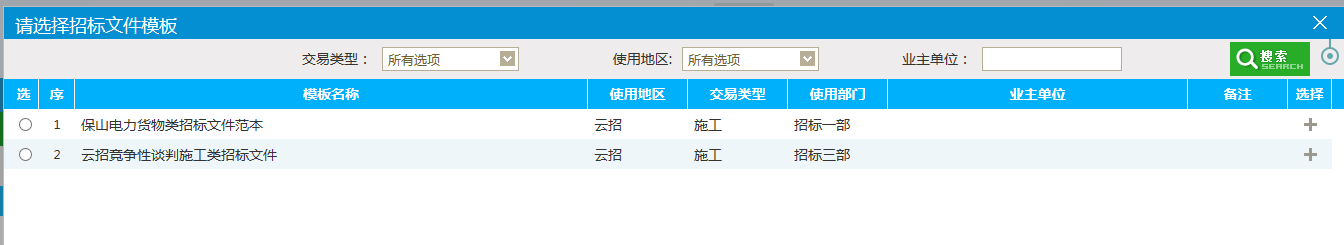 请选择招标文件模板
交易类型： 所有选项 使用地区: 所有选项 业主单位： 搜索 SEARCH
选 序 模板名称 使用地区 交易类型 使用部门 业主单位 备注 选择
1 保山电力货物类招标文件范本 云招 施工 招标一部
2 云招竞争性谈判施工类招标文件 云招 施工 招标三部